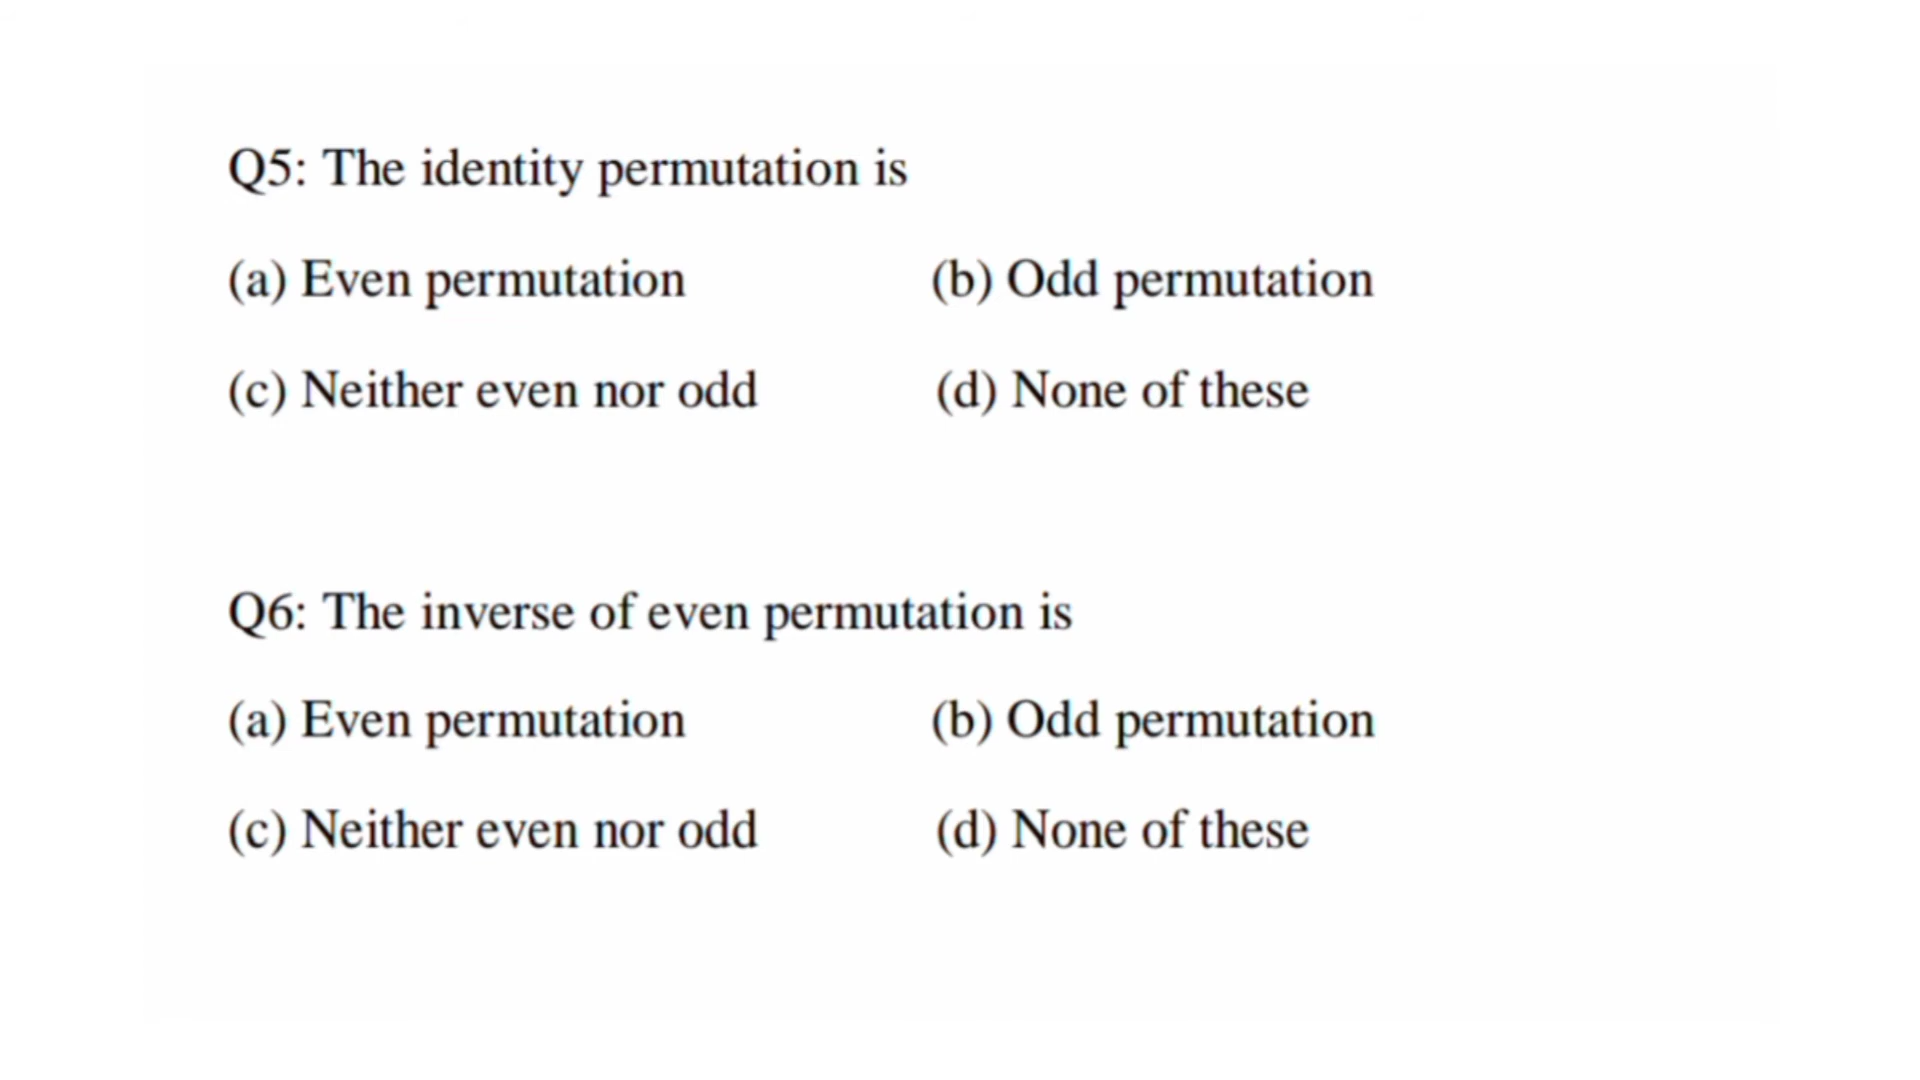 Q5: The identity permutation is
(a) Even permutation (b) Odd permutation
(c) Neither even nor odd (d) None of these
Q6: The inverse of even permutation is
(a) Even permutation (b) Odd permutation
(c) Neither even nor odd (d) None of these